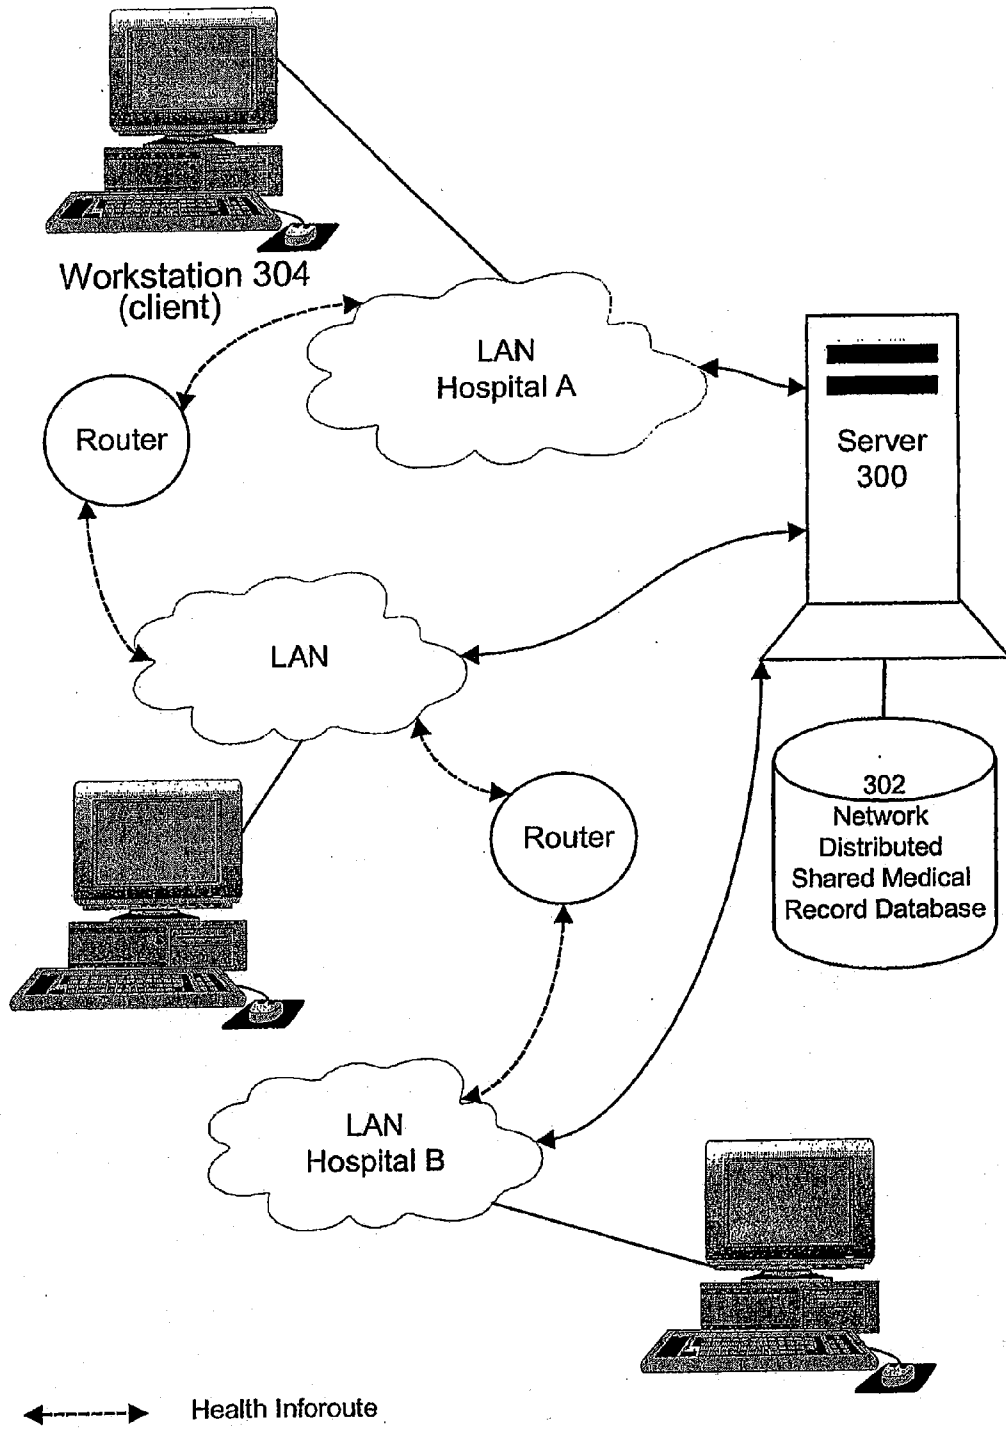 Workstation 304
(client)
LAN
Hospital A
Router
Server
300
LAN
302
Network
Distributed
Shared Medical
Record Database
Router
LAN
Hospital B
Health Inforoute